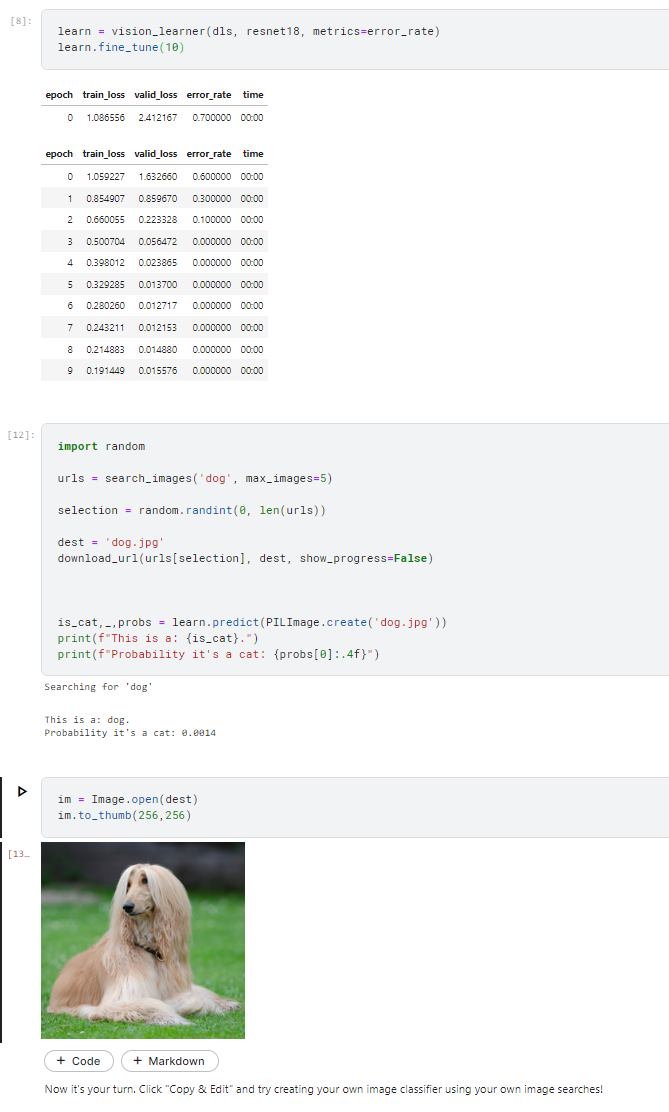 [8]:
learn = vision_learner(dls, resnet18, metrics=error_rate)
learn.fine_tune(10)
epoch train_loss valid_loss error_rate time
0 1.086556 2.412167 0.700000 00:00
epoch train_loss valid_loss error_rate time
0 1.059227 1.632660 0.600000 00:00
1 0.854907 0.859670 0.300000 00:00
2 0.660055 0.223328 0.100000 00:00
3 0.500704 0.056472 0.000000 00:00
4 0.398012 0.023865 0.000000 00:00
5 0.329285 0.013700 0.000000 00:00
6 0.280260 0.012717 0.000000 00:00
7 0.243211 0.012153 0.000000 00:00
8 0.214883 0.014880 0.000000 00:00
9 0.191449 0.015576 0.000000 00:00
[12]:
import random
urls = search_images('dog', max_images=5)
selection = random.randint(0, len(urls))
dest = 'dog.jpg'
download_url(urls[selection], dest, show_progress=False)
is_cat,_,probs = learn.predict(PILImage.create('dog.jpg'))
print(f"This is a: {is_cat}.")
print(f"Probability it's a cat: {probs[0]:.4f}")
Searching for 'dog'
This is a: dog.
Probability it's a cat: 0.0014
im = Image.open(dest)
im.to_thumb(256,256)
[13…
+ Code + Markdown
Now it's your turn. Click "Copy & Edit" and try creating your own image classifier using your own image searches!